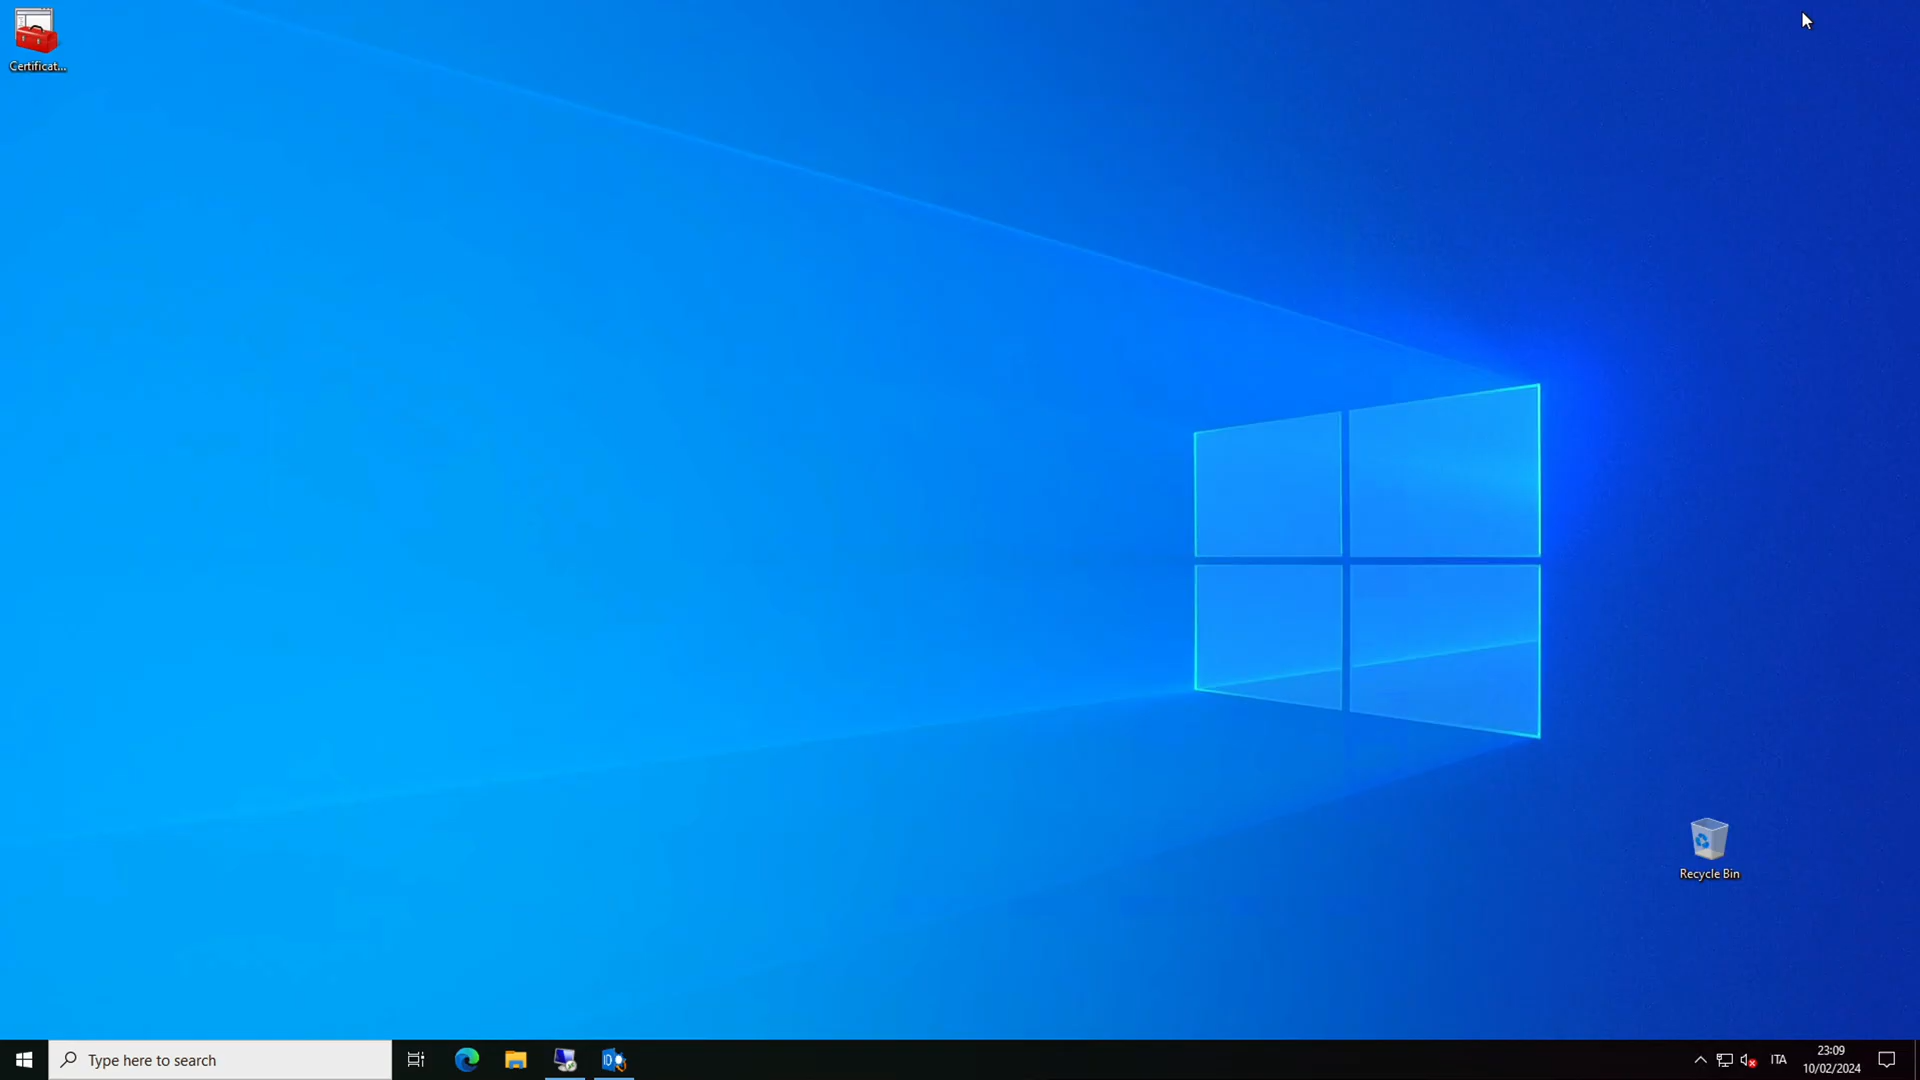 Certificat...
Recycle Bin
Type here to search
ITA
23:09
10/02/2024